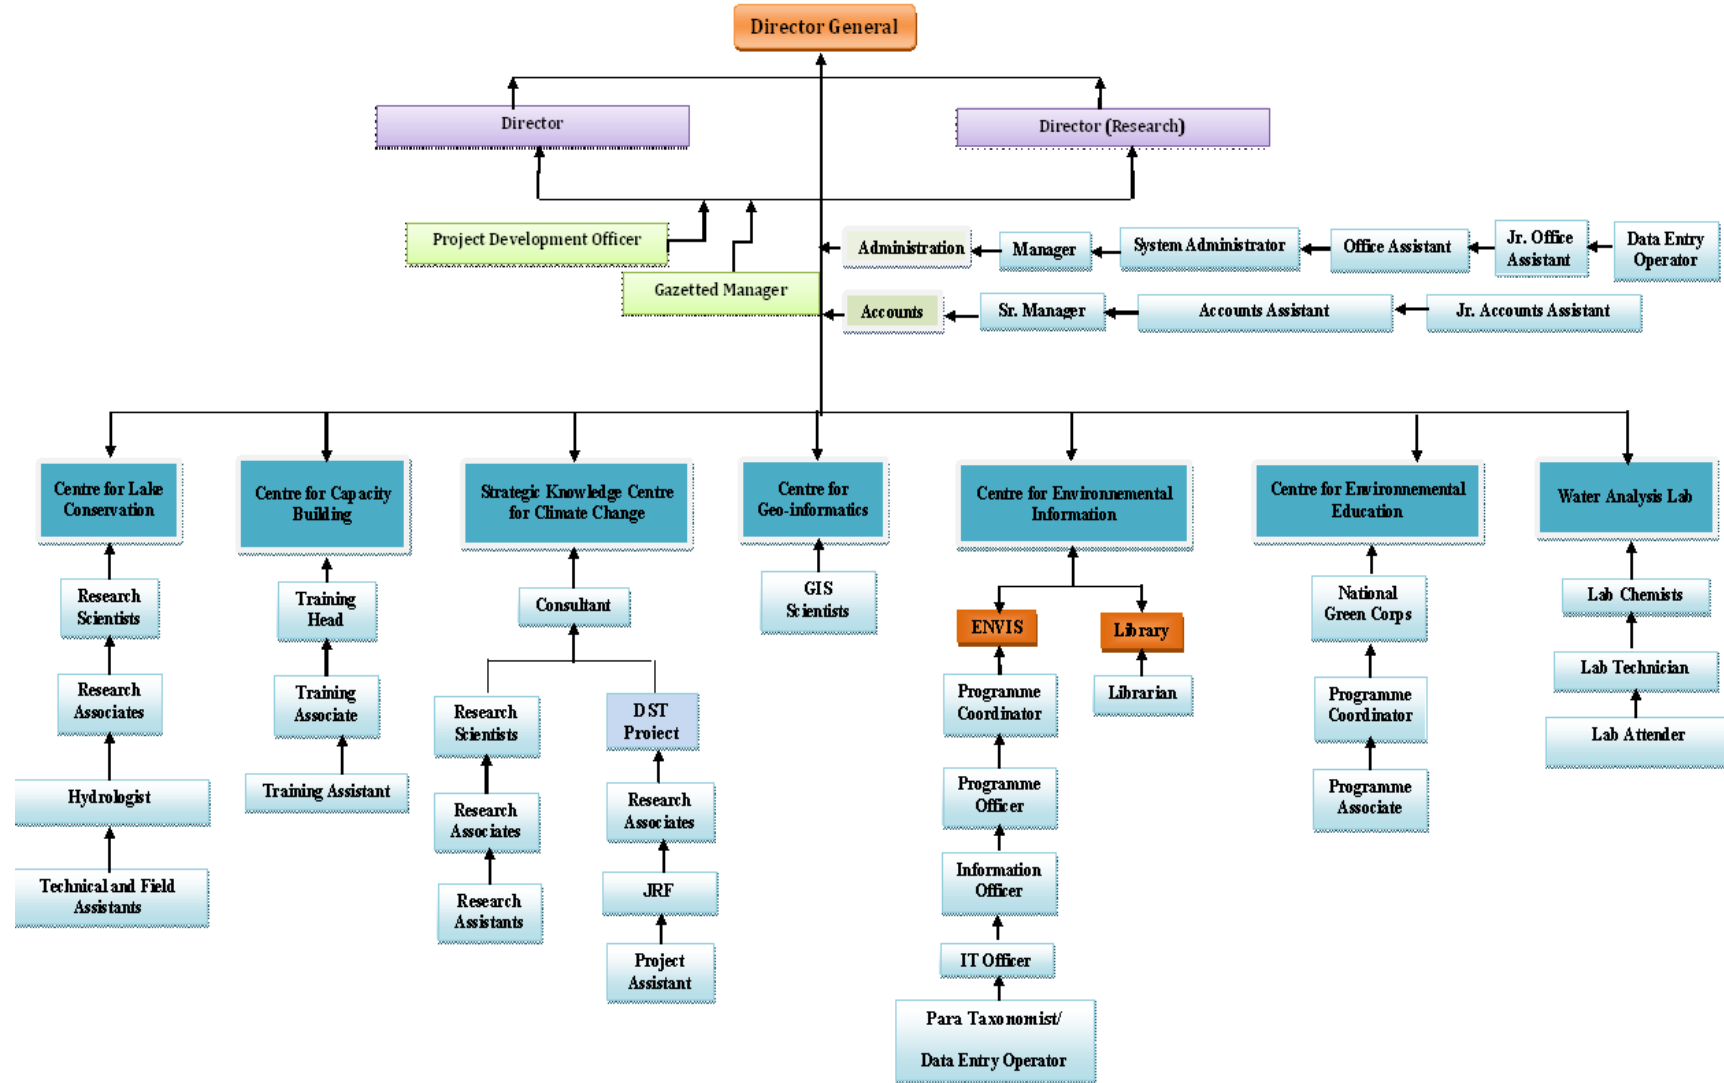 Director General
Director
Director (Research)
Project Development Officer
Gazetted Manager
Administration
Manager
System Administrator
Office Assistant
Jr. Office
Assistant
Data Entry
Operator
Accounts
Sr. Manager
Accounts Assistant
Jr. Accounts Assistant
Centre for Lake
Conservation
Research
Scientists
Research
Associates
Hydrologist
Technical and Field
Assistants
Centre for Capacity
Building
Training
Head
Training
Associate
Training Assistant
Strategic Knowledge Centre
for Climate Change
Consultant
Research
Scientists
Research
Associates
Research
Assistants
DST
Project
Research
Associates
JRF
Project
Assistant
Centre for
Geo-informatics
GIS
Scientists
Centre for Environnemental
Information
ENVIS
Programme
Coordinator
Programme
Officer
Information
Officer
IT Officer
Para Taxonomist/
Data Entry Operator
Library
Librarian
Centre for Environnemental
Education
National
Green Corps
Programme
Coordinator
Programme
Associate
Water Analysis Lab
Lab Chemists
Lab Technician
Lab Attender